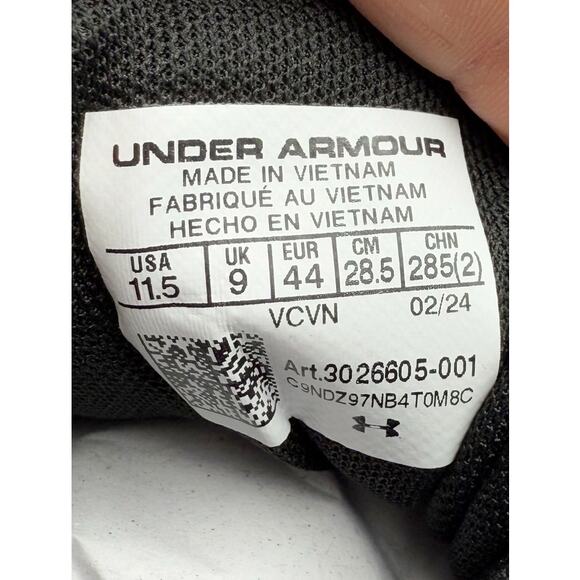 UNDER ARMOUR
MADE IN VIETNAM
FABRIQUÉ AU VIETNAM
HECHO EN VIETNAM
USA UK EUR CM CHN
11.5 9 44 28.5 285(2)
VCVN 02/24
Art.3026605-001
C9NDZ97NB4T0M8C